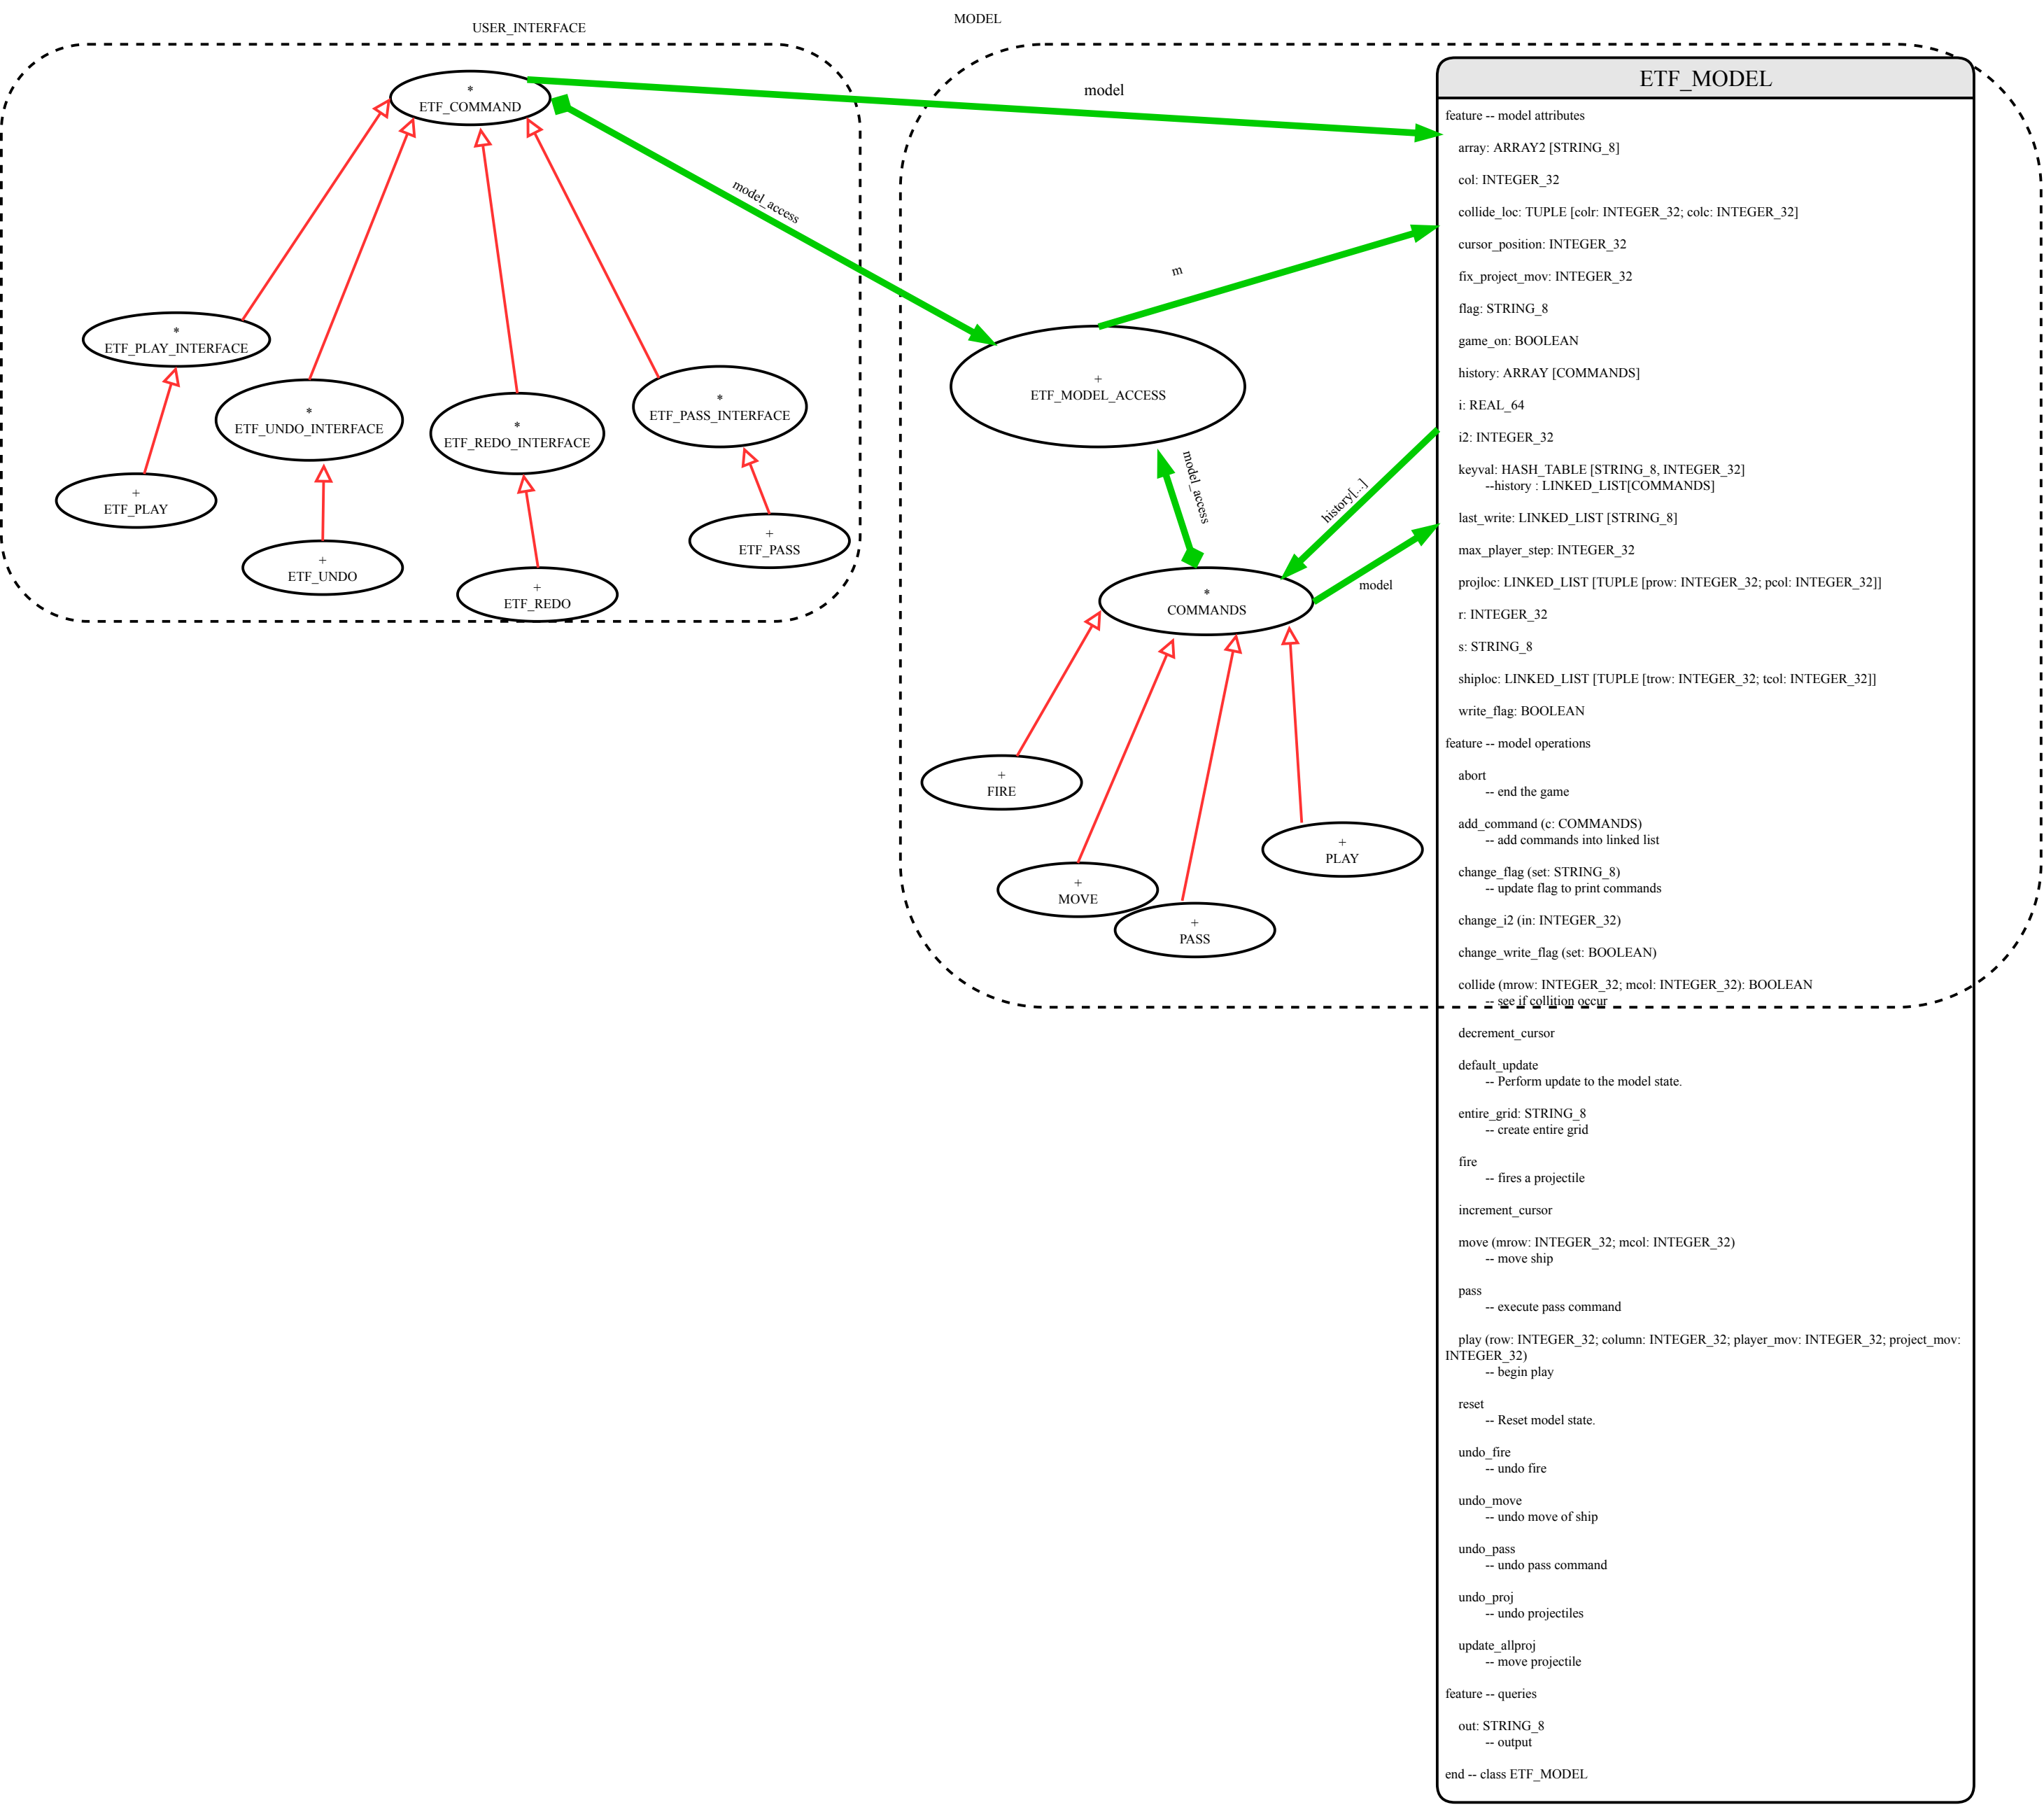 USER_INTERFACE
*
ETF_COMMAND
model_access
*
ETF_PLAY_INTERFACE
*
ETF_UNDO_INTERFACE
*
ETF_REDO_INTERFACE
*
ETF_PASS_INTERFACE
+
ETF_PLAY
+
ETF_UNDO
+
ETF_REDO
+
ETF_PASS
MODEL
model
m
+
ETF_MODEL_ACCESS
model_access
history[...]
model
*
COMMANDS
+
FIRE
+
MOVE
+
PASS
+
PLAY
ETF_MODEL
feature -- model attributes
array: ARRAY2 [STRING_8]
col: INTEGER_32
collide_loc: TUPLE [colr: INTEGER_32; colc: INTEGER_32]
cursor_position: INTEGER_32
fix_project_mov: INTEGER_32
flag: STRING_8
game_on: BOOLEAN
history: ARRAY [COMMANDS]
i: REAL_64
i2: INTEGER_32
keyval: HASH_TABLE [STRING_8, INTEGER_32]
--history : LINKED_LIST[COMMANDS]
last_write: LINKED_LIST [STRING_8]
max_player_step: INTEGER_32
projloc: LINKED_LIST [TUPLE [prow: INTEGER_32; pcol: INTEGER_32]]
r: INTEGER_32
s: STRING_8
shiploc: LINKED_LIST [TUPLE [trow: INTEGER_32; tcol: INTEGER_32]]
write_flag: BOOLEAN
feature -- model operations
abort
-- end the game
add_command (c: COMMANDS)
-- add commands into linked list
change_flag (set: STRING_8)
-- update flag to print commands
change_i2 (in: INTEGER_32)
change_write_flag (set: BOOLEAN)
collide (mrow: INTEGER_32; mcol: INTEGER_32): BOOLEAN
-- see if collition occur
decrement_cursor
default_update
-- Perform update to the model state.
entire_grid: STRING_8
-- create entire grid
fire
-- fires a projectile
increment_cursor
move (mrow: INTEGER_32; mcol: INTEGER_32)
-- move ship
pass
-- execute pass command
play (row: INTEGER_32; column: INTEGER_32; player_mov: INTEGER_32; project_mov:
INTEGER_32)
-- begin play
reset
-- Reset model state.
undo_fire
-- undo fire
undo_move
-- undo move of ship
undo_pass
-- undo pass command
undo_proj
-- undo projectiles
update_allproj
-- move projectile
feature -- queries
out: STRING_8
-- output
end -- class ETF_MODEL